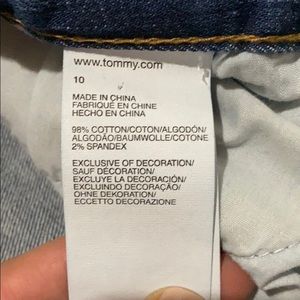 www.tommy.com
10
MADE IN CHINA
FABRIQUÉ EN CHINE
HECHO EN CHINA
98% COTTON/COTON/ALGODÓN/
ALGODÃO/BAUMWOLLE/COTONE
2% SPANDEX
EXCLUSIVE OF DECORATION/
SAUF DÉCORATION/
EXCLUYE LA DECORACIÓN/
EXCLUINDO DECORAÇÃO/
OHNE DEKORATION/
ECCETTO DECORAZIONE